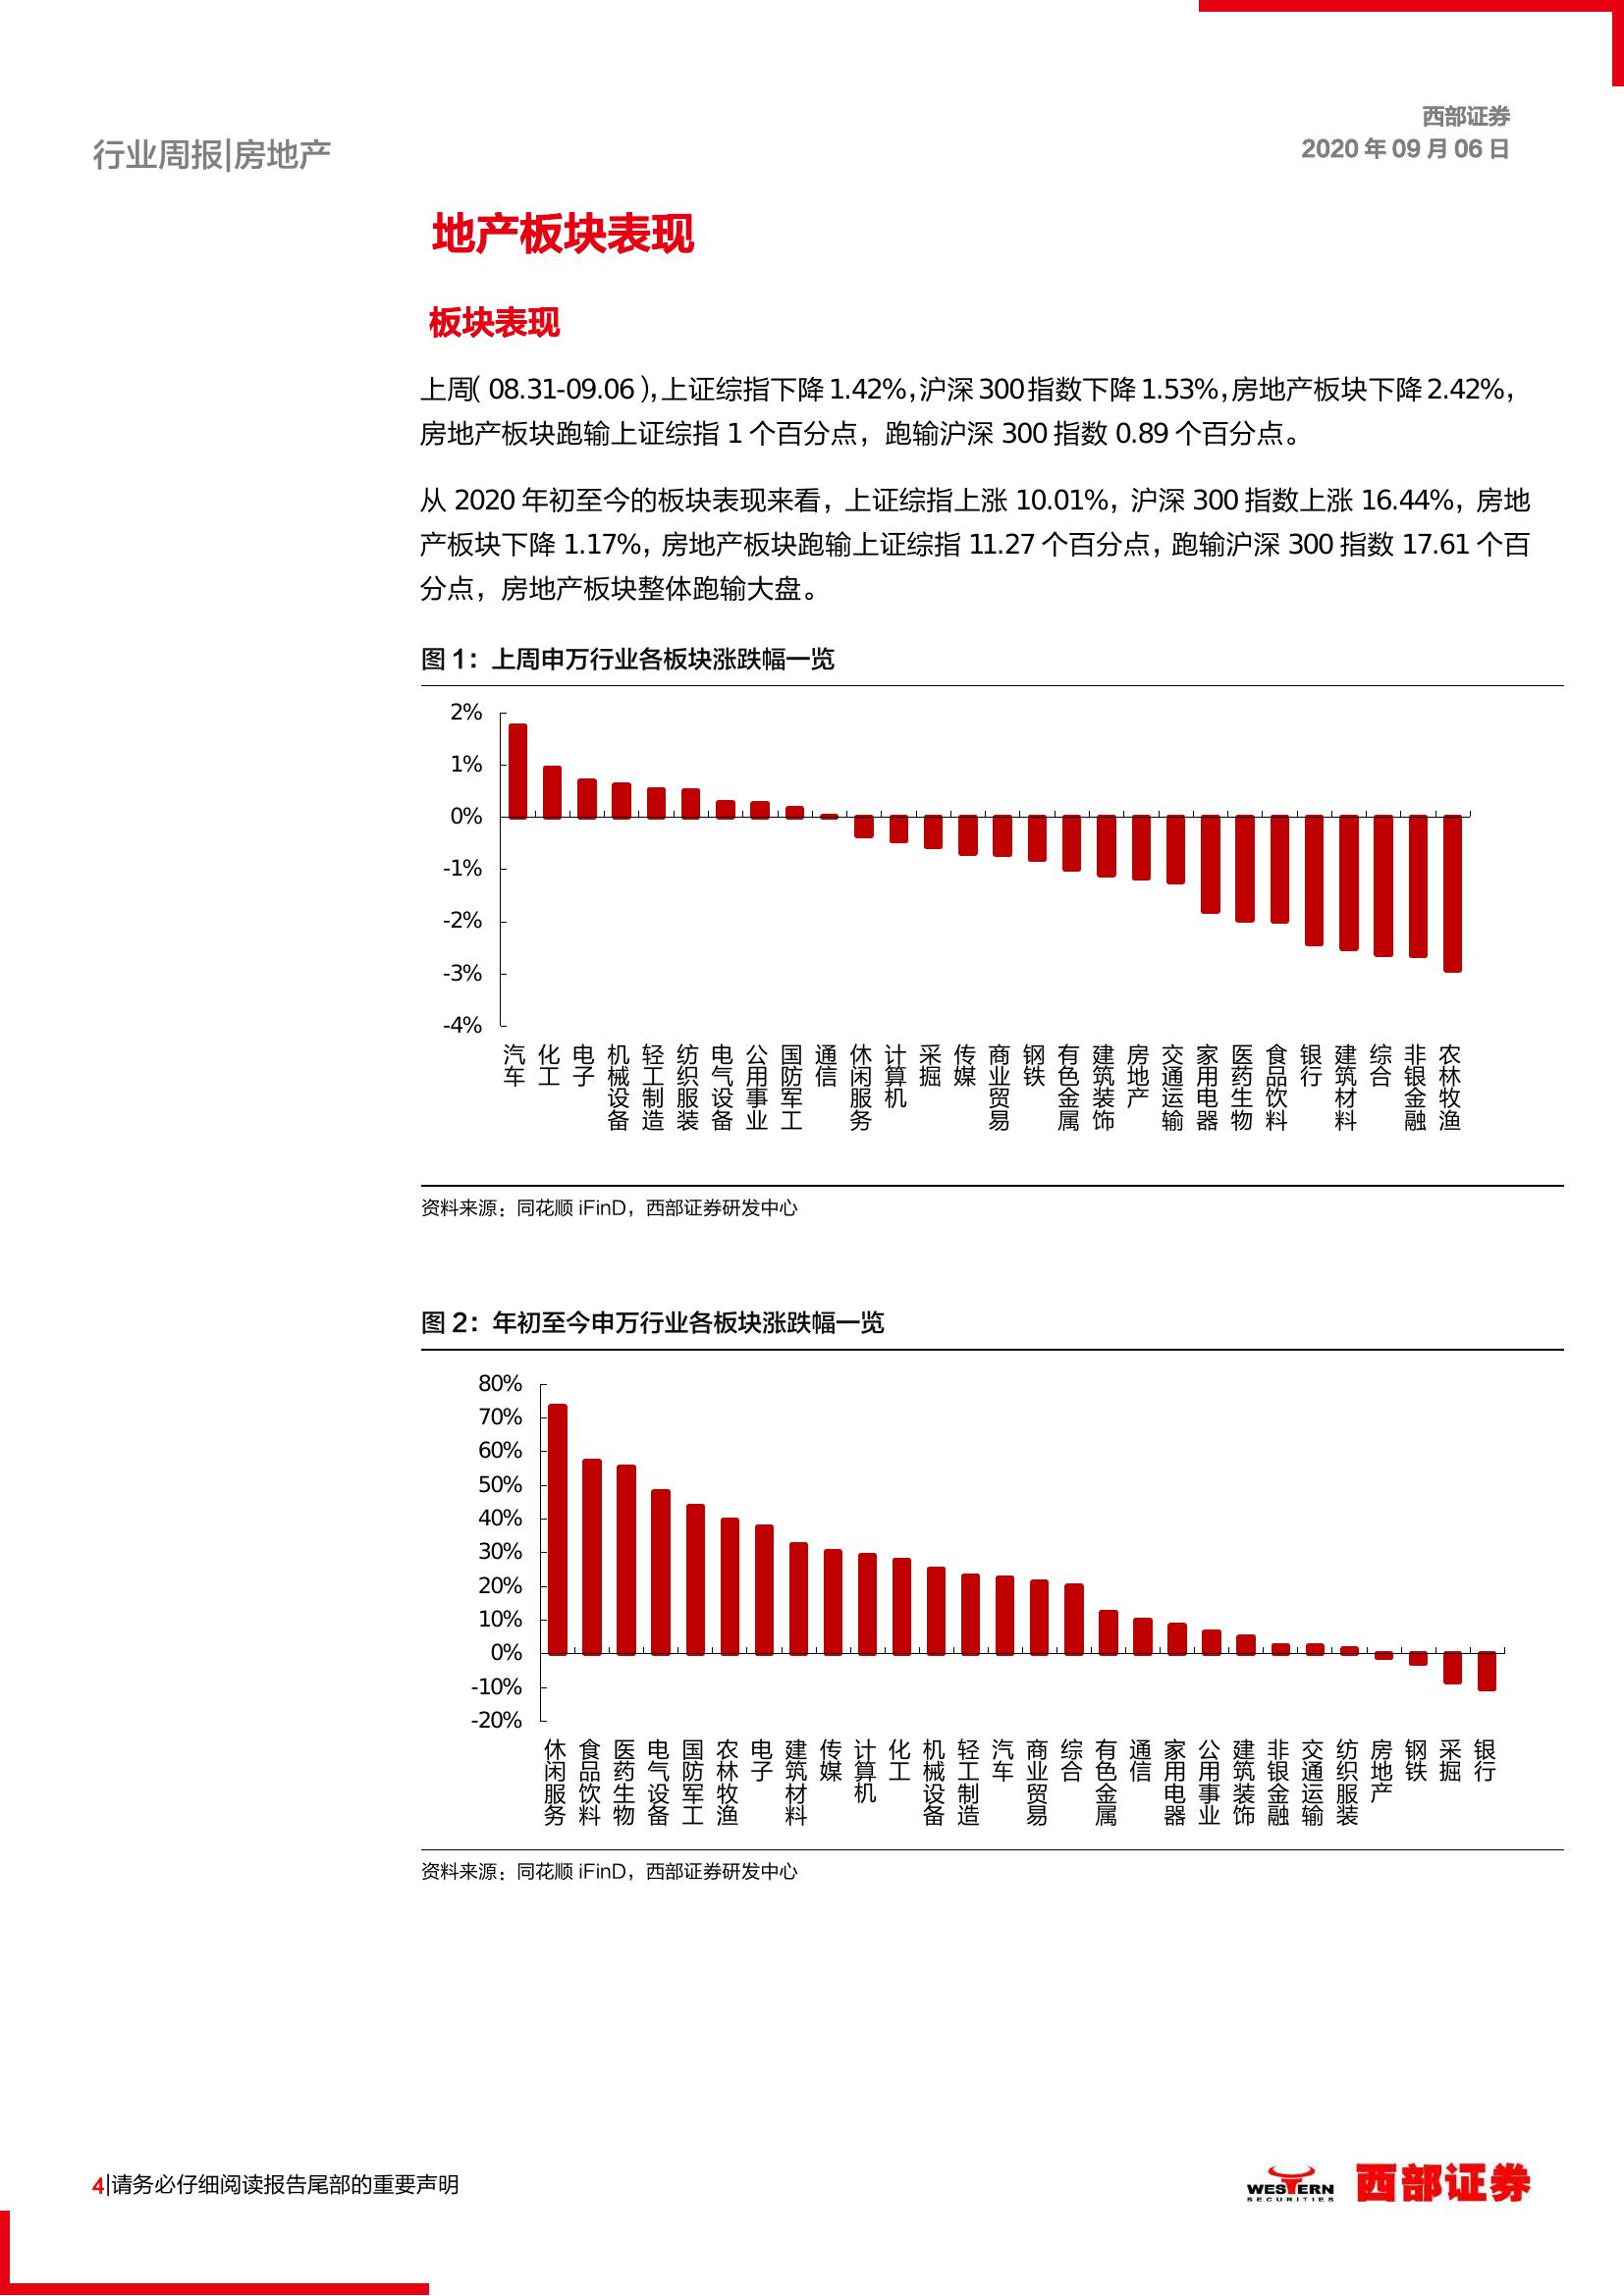 西部证券
2020 年 09 月 06 日
行业周报|房地产
地产板块表现
板块表现
上周( 08.31-09.06 ),上证综指下降 1.42%,沪深 300 指数下降 1.53%,房地产板块下降 2.42%,
房地产板块跑输上证综指 1 个百分点，跑输沪深 300 指数 0.89 个百分点。
从 2020 年初至今的板块表现来看，上证综指上涨 10.01%，沪深 300 指数上涨 16.44%，房地
产板块下降 1.17%，房地产板块跑输上证综指 11.27 个百分点，跑输沪深 300 指数 17.61 个百
分点，房地产板块整体跑输大盘。
图 1：上周申万行业各板块涨跌幅一览
2%
1%
0%
-1%
-2%
-3%
-4%
汽车
化工
电子
机械设备
轻工制造
纺织服装
电气设备
公用事业
国防军工
通信
休闲服务
计算机
采掘
传媒
商业贸易
钢铁
有色金属
建筑装饰
房地产
交通运输
家用电器
医药生物
食品饮料
银行
建筑材料
综合
非银金融
农林牧渔
资料来源：同花顺 iFinD，西部证券研发中心
图 2：年初至今申万行业各板块涨跌幅一览
80%
70%
60%
50%
40%
30%
20%
10%
0%
-10%
-20%
休闲服务
食品饮料
医药生物
电气设备
国防军工
农林牧渔
电子
建筑材料
传媒
计算机
化工
机械设备
轻工制造
汽车
商业贸易
综合
有色金属
通信
家用电器
公用事业
建筑装饰
非银金融
交通运输
纺织服装
房地产
钢铁
采掘
银行
资料来源：同花顺 iFinD，西部证券研发中心
4|请务必仔细阅读报告尾部的重要声明
WESTERN
SECURITIES
西部证券